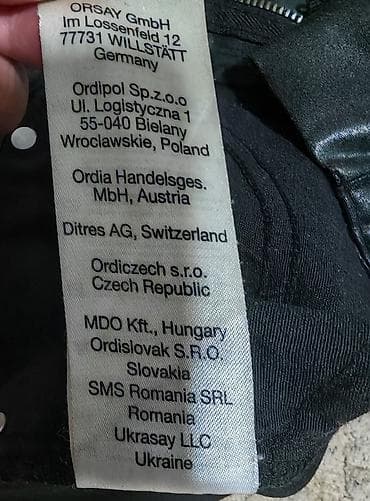 ORSAY GmbH
Im Lossenfeld 12
77731 WILLSTÄTT
Germany
Ordipol Sp.z.o.o
Ul. Logistyczna 1
55-040 Bielany
Wroclawskie, Poland
Ordia Handelsges.
MbH, Austria
Ditres AG, Switzerland
Ordiczech s.r.o.
Czech Republic
MDO Kft., Hungary
Ordislovak S.R.O.
Slovakia
SMS Romania SRL
Romania
Ukrasay LLC
Ukraine